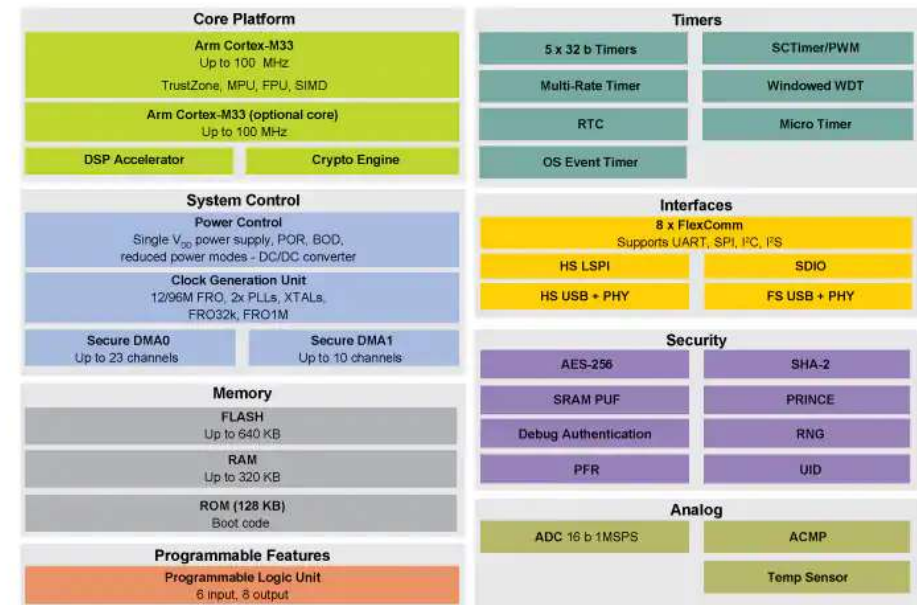 Core Platform
Arm Cortex-M33
Up to 100 MHz
TrustZone, MPU, FPU, SIMD
Arm Cortex-M33 (optional core)
Up to 100 MHz
DSP Accelerator
Crypto Engine
System Control
Power Control
Single VDD power supply, POR, BOD,
reduced power modes - DC/DC converter
Clock Generation Unit
12/96M FRO, 2x PLLs, XTALs,
FRO32k, FRO1M
Secure DMA0
Up to 23 channels
Secure DMA1
Up to 10 channels
Memory
FLASH
Up to 640 KB
RAM
Up to 320 KB
ROM (128 KB)
Boot code
Programmable Features
Programmable Logic Unit
6 input, 8 output
Timers
5 x 32 b Timers
SCTimer/PWM
Multi-Rate Timer
Windowed WDT
RTC
Micro Timer
OS Event Timer
Interfaces
8 x FlexComm
Supports UART, SPI, I²C, I²S
HS LSPI
SDIO
HS USB + PHY
FS USB + PHY
Security
AES-256
SHA-2
SRAM PUF
PRINCE
Debug Authentication
RNG
PFR
UID
Analog
ADC 16 b 1MSPS
ACMP
Temp Sensor